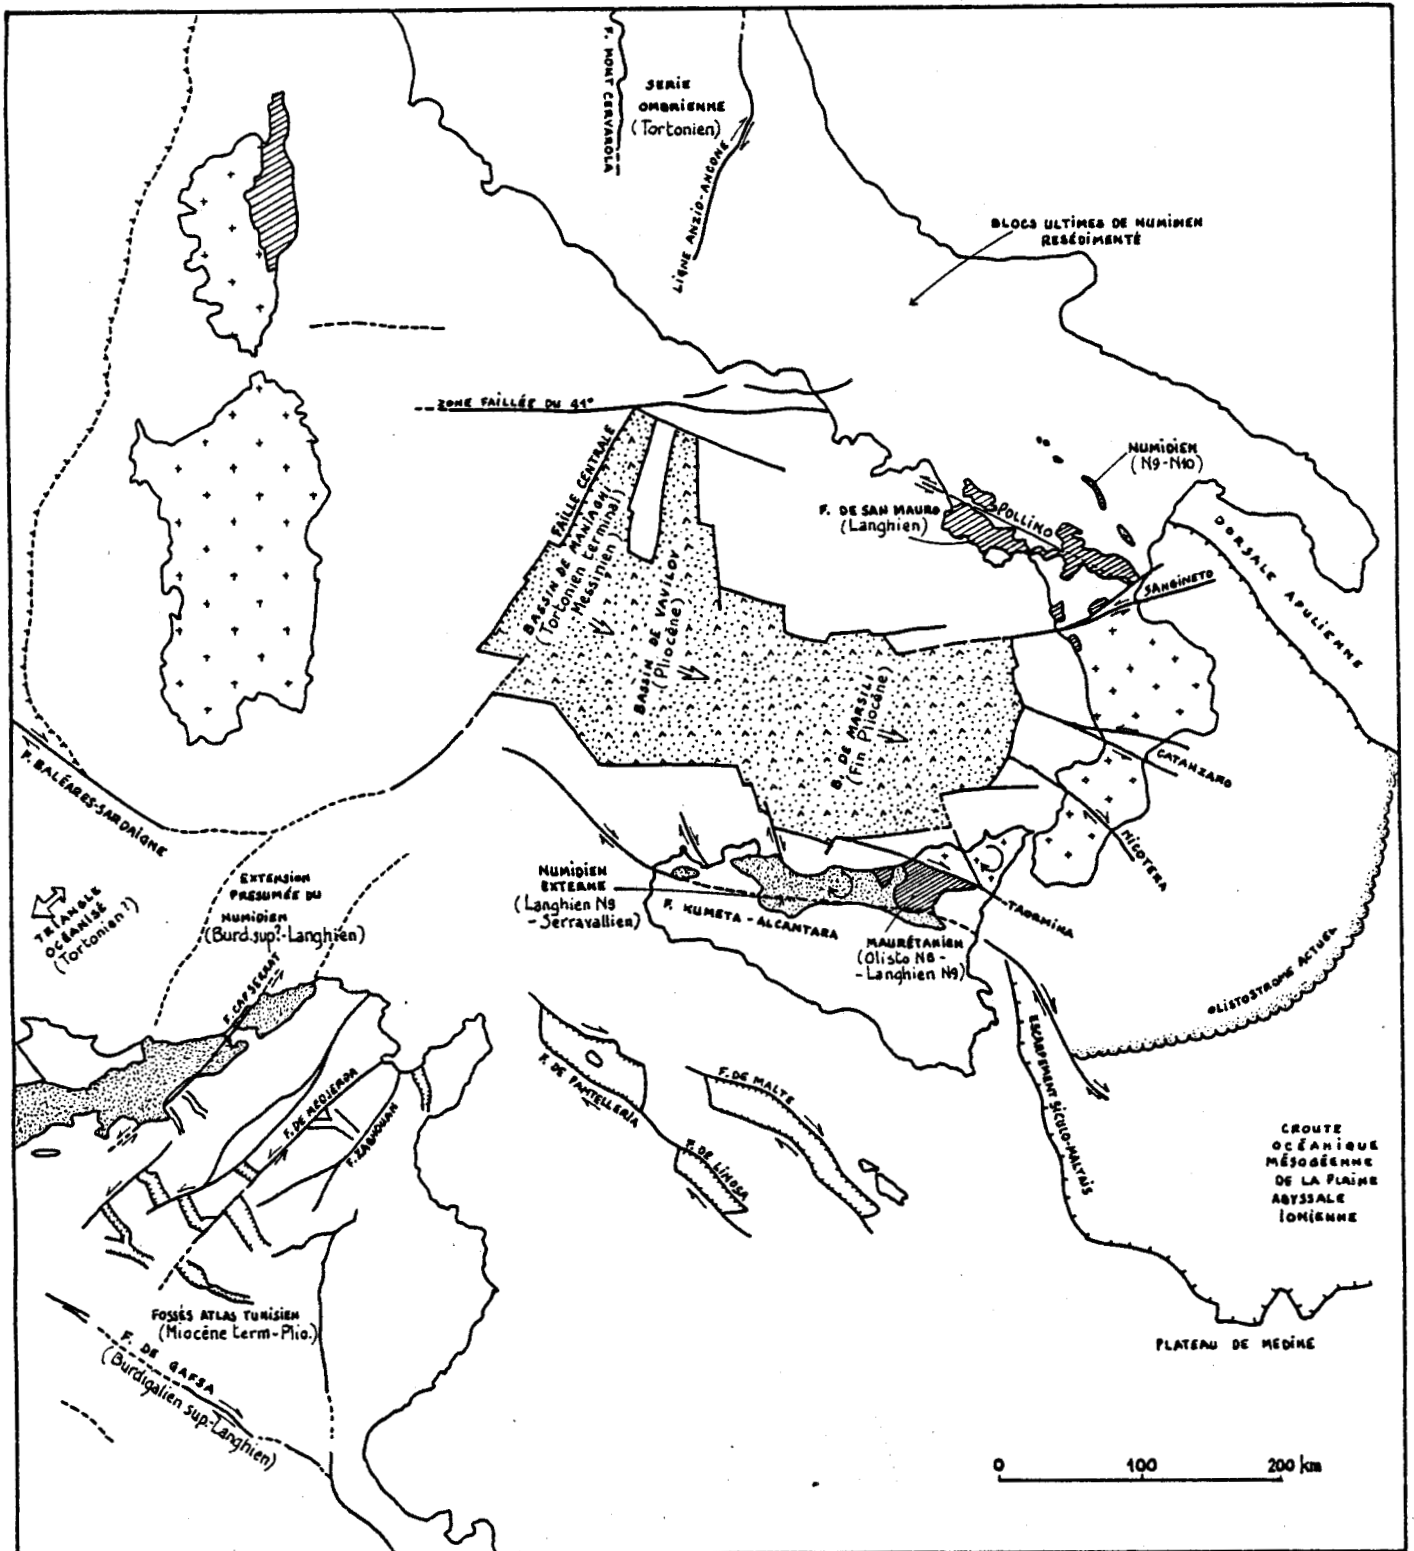 F. MONT CERVAROLA
SERIE
OMBRIENNE
(Tortonien)
LIGNE ANZIO-ANCONE
BLOCS ULTIMES DE NUMIDIEN
RESÉDIMENTÉ
ZONE FAILLÉE DU 41°
FAILLE CENTRALE
BASSIN DE MANIAGHI
(Tortonien terminal
-Messinien)
BASSIN DE VAVILOV
(Pliocène)
B. DE MARSILI
(Fin Pliocène)
NUMIDIEN
(N9-N10)
F. DE SAN MAURO
(Langhien)
POLLINO
SANGINETO
DORSALE APULIENNE
CATANZARO
NICOTERA
TAORMINA
F. BALÉARES-SARDAIGNE
TRIANGLE
OCÉANISÉ
(Tortonien?)
EXTENSION
PRESUMÉE DU
NUMIDIEN
(Burd.sup?-Langhien)
F. CAP SERRAT
NUMIDIEN
EXTERNE
(Langhien N9
-Serravallien)
F. KUMETA-ALCANTARA
MAURÉTANIEN
(Olisto N8-
-Langhien N9)
OLISTOSTROME ACTUEL
ESCARPEMENT SICULO-MALTAIS
F. DE PANTELLERIA
F. DE MALTE
F. DE LINOSA
F. DE MEDJERDA
F. ZAGHOUAN
CROUTE
OCÉANIQUE
MÉSOGÉENNE
DE LA PLAINE
ABYSSALE
IONIENNE
FOSSÉS ATLAS TUNISIEN
(Miocène term-Plio.)
F. DE GAFSA
(Burdigalien sup.-Langhien)
PLATEAU DE MEDINE
0 100 200 km